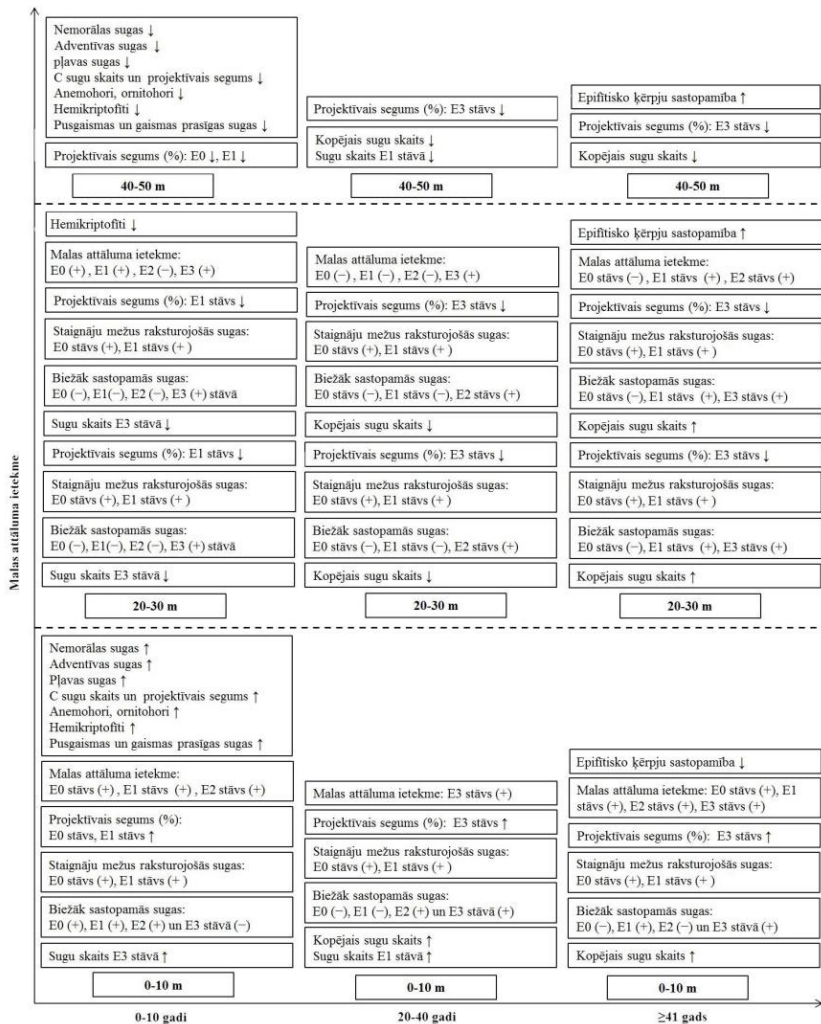 Nemorālas sugas ↓
Adventīvas sugas ↓
pļavas sugas ↓
C sugu skaits un projektīvais segums ↓
Anemohori, ornitohori ↓
Hemikriptofīti ↓
Pusgaismas un gaismas prasīgas sugas ↓
Projektīvais segums (%): E0 ↓, E1 ↓
40-50 m
Projektīvais segums (%): E3 stāvs ↓
Kopējais sugu skaits ↓
Sugu skaits E1 stāvā ↓
40-50 m
Epifītisko ķērpju sastopamība ↑
Projektīvais segums (%): E3 stāvs ↓
Kopējais sugu skaits ↓
40-50 m
Malas attāluma ietekme
Hemikriptofīti ↓
Malas attāluma ietekme:
E0 (+) , E1 (+) , E2 (−), E3 (+)
Projektīvais segums (%): E1 stāvs ↓
Staignāju mežus raksturojošās sugas:
E0 stāvs (+), E1 stāvs (+ )
Biežāk sastopamās sugas:
E0 (−), E1(−), E2 (−), E3 (+) stāvā
Sugu skaits E3 stāvā ↓
Projektīvais segums (%): E1 stāvs ↓
Staignāju mežus raksturojošās sugas:
E0 stāvs (+), E1 stāvs (+ )
Biežāk sastopamās sugas:
E0 (−), E1(−), E2 (−), E3 (+) stāvā
Sugu skaits E3 stāvā ↓
20-30 m
Malas attāluma ietekme:
E0 (−) , E1 (−) , E2 (−), E3 (+)
Projektīvais segums (%): E3 stāvs ↓
Staignāju mežus raksturojošās sugas:
E0 stāvs (+), E1 stāvs (+ )
Biežāk sastopamās sugas:
E0 stāvs (−), E1 stāvs (−), E2 stāvs (+)
Kopējais sugu skaits ↓
Projektīvais segums (%): E3 stāvs ↓
Staignāju mežus raksturojošās sugas:
E0 stāvs (+), E1 stāvs (+ )
Biežāk sastopamās sugas:
E0 stāvs (−), E1 stāvs (−), E2 stāvs (+)
Kopējais sugu skaits ↓
20-30 m
Epifītisko ķērpju sastopamība ↑
Malas attāluma ietekme:
E0 stāvs (−) , E1 stāvs (+) , E2 stāvs (+)
Projektīvais segums (%): E3 stāvs ↓
Staignāju mežus raksturojošās sugas:
E0 stāvs (+), E1 stāvs (+ )
Biežāk sastopamās sugas:
E0 stāvs (−), E1 stāvs (+), E3 stāvs (+)
Kopējais sugu skaits ↑
Projektīvais segums (%): E3 stāvs ↓
Staignāju mežus raksturojošās sugas:
E0 stāvs (+), E1 stāvs (+ )
Biežāk sastopamās sugas:
E0 stāvs (−), E1 stāvs (+), E3 stāvs (+)
Kopējais sugu skaits ↑
20-30 m
Nemorālas sugas ↑
Adventīvas sugas ↑
Pļavas sugas ↑
C sugu skaits un projektīvais segums ↑
Anemohori, ornitohori ↑
Hemikriptofīti ↑
Pusgaismas un gaismas prasīgas sugas ↑
Malas attāluma ietekme:
E0 stāvs (+) , E1 stāvs (+) , E2 stāvs (+)
Projektīvais segums (%):
E0 stāvs, E1 stāvs ↑
Staignāju mežus raksturojošās sugas:
E0 stāvs (+), E1 stāvs (+ )
Biežāk sastopamās sugas:
E0 (+), E1 (+), E2 (+) un E3 stāvā (−)
Sugu skaits E3 stāvā ↑
0-10 m
Malas attāluma ietekme: E3 stāvs (+)
Projektīvais segums (%): E3 stāvs ↑
Staignāju mežus raksturojošās sugas:
E0 stāvs (+), E1 stāvs (+ )
Biežāk sastopamās sugas:
E0 (−), E1 (−), E2 (+) un E3 stāvā (+)
Kopējais sugu skaits ↑
Sugu skaits E1 stāvā ↑
0-10 m
Epifītisko ķērpju sastopamība ↓
Malas attāluma ietekme: E0 stāvs (+), E1
stāvs (+), E2 stāvs (+), E3 stāvs (+)
Projektīvais segums (%): E3 stāvs ↑
Staignāju mežus raksturojošās sugas:
E0 stāvs (+), E1 stāvs (+ )
Biežāk sastopamās sugas:
E0 (−), E1 (+), E2 (−) un E3 stāvā (+)
Kopējais sugu skaits ↑
0-10 m
0-10 gadi
20-40 gadi
≥41 gads